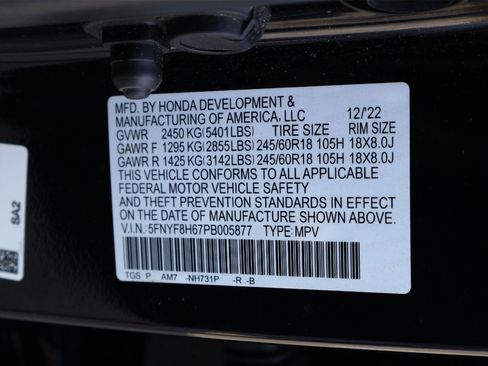 MFD. BY HONDA DEVELOPMENT &
MANUFACTURING OF AMERICA, LLC 12/'22
GVWR 2450 KG (5401LBS) TIRE SIZE RIM SIZE
GAWR F 1295 KG (2855LBS) 245/60R18 105H 18X8.0J
GAWR R 1425 KG (3142LBS) 245/60R18 105H 18X8.0J
THIS VEHICLE CONFORMS TO ALL APPLICABLE
FEDERAL MOTOR VEHICLE SAFETY
AND THEFT PREVENTION STANDARDS IN EFFECT
ON THE DATE OF MANUFACTURE SHOWN ABOVE.
V.I.N.: 5FNYF8H67PB005877 TYPE: MPV
TGS P AM7 -NH731P -R -B
SA2